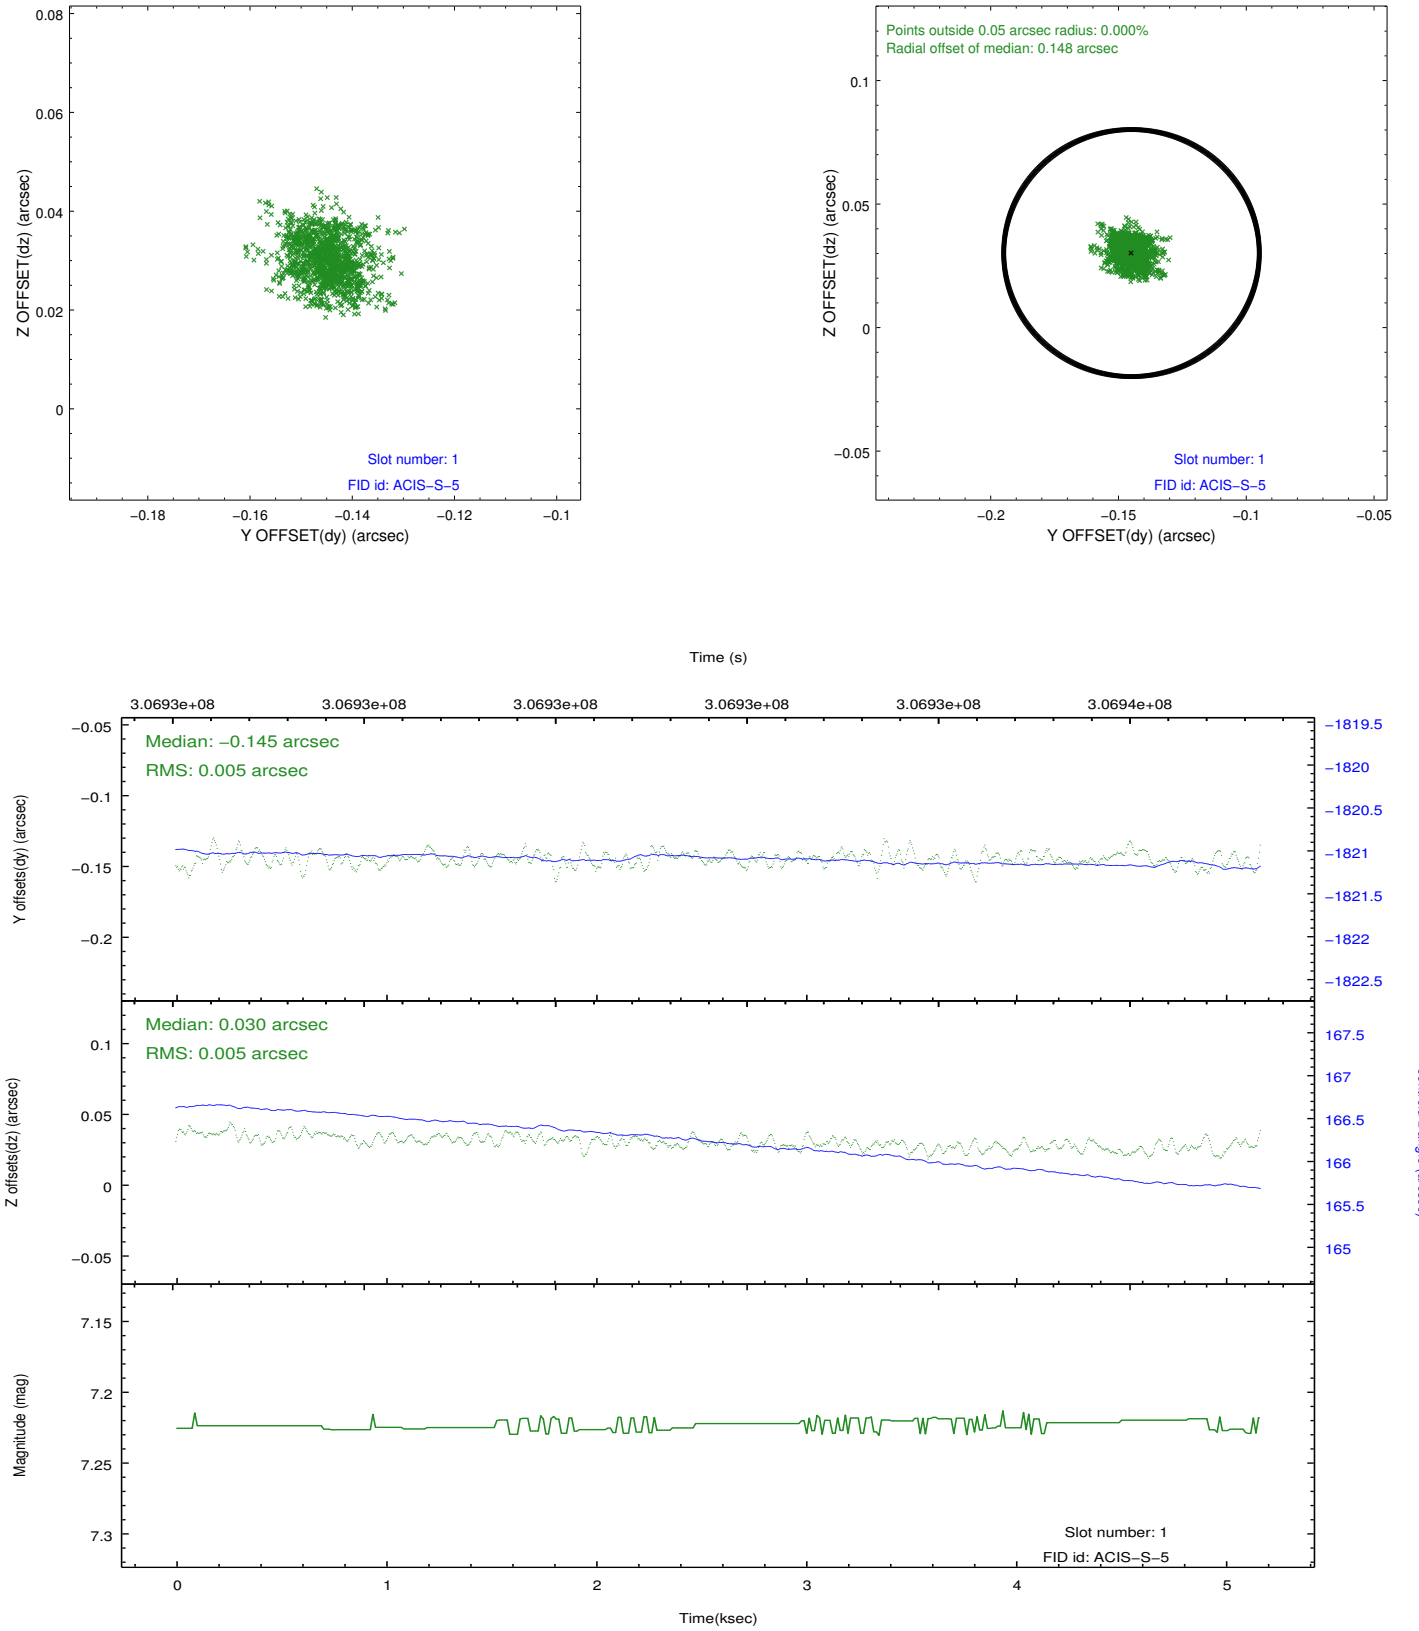 0.08
0.06
0.04
0.02
0
Z OFFSET(dz) (arcsec)
Slot number: 1
FID id: ACIS−S−5
−0.18 −0.16 −0.14 −0.12 −0.1
Y OFFSET(dy) (arcsec)
Points outside 0.05 arcsec radius: 0.000%
Radial offset of median: 0.148 arcsec
0.1
0.05
0
−0.05
Z OFFSET(dz) (arcsec)
Slot number: 1
FID id: ACIS−S−5
−0.2 −0.15 −0.1 −0.05
Y OFFSET(dy) (arcsec)
Time (s)
3.0693e+08 3.0693e+08 3.0693e+08 3.0693e+08 3.0693e+08 3.0694e+08
Median: −0.145 arcsec
RMS: 0.005 arcsec
−0.05
−0.1
−0.15
−0.2
Y offsets(dy) (arcsec)
−1819.5
−1820
−1820.5
−1821
−1821.5
−1822
−1822.5
Median: 0.030 arcsec
RMS: 0.005 arcsec
0.1
0.05
0
−0.05
Z offsets(dz) (arcsec)
167.5
167
166.5
166
165.5
165
7.15
7.2
7.25
7.3
Magnitude (mag)
Slot number: 1
FID id: ACIS−S−5
0 1 2 3 4 5
Time(ksec)